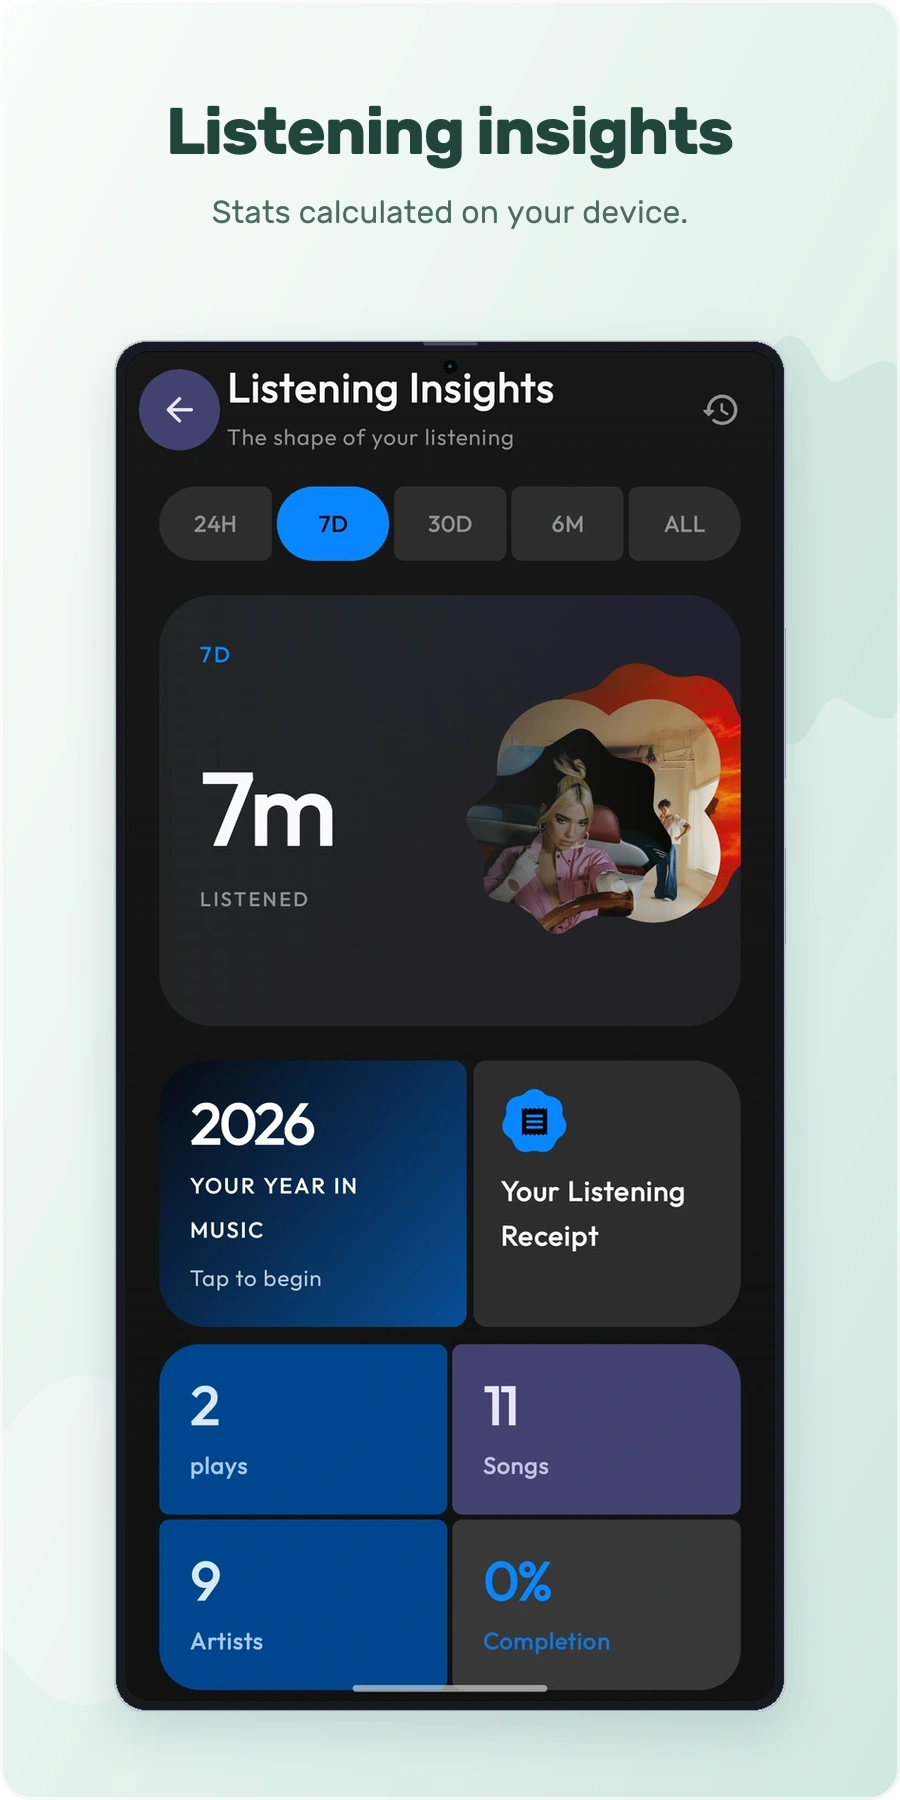 Listening insights
Stats calculated on your device.
Listening Insights
The shape of your listening
24H
7D
30D
6M
ALL
7D
7m
LISTENED
2026
YOUR YEAR IN
MUSIC
Tap to begin
Your Listening
Receipt
2
plays
11
Songs
9
Artists
0%
Completion